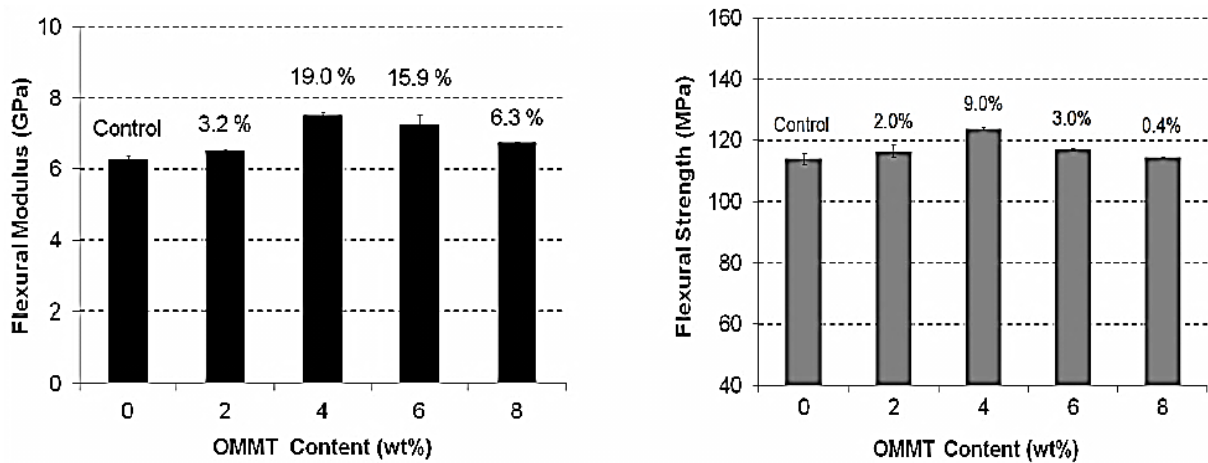 Flexural Modulus (GPa)
10
8
6
4
2
0
Control
3.2 %
19.0 %
15.9 %
6.3 %
0 2 4 6 8
OMMT Content (wt%)
Flexural Strength (MPa)
160
140
120
100
80
60
40
Control
2.0%
9.0%
3.0%
0.4%
0 2 4 6 8
OMMT Content (wt%)